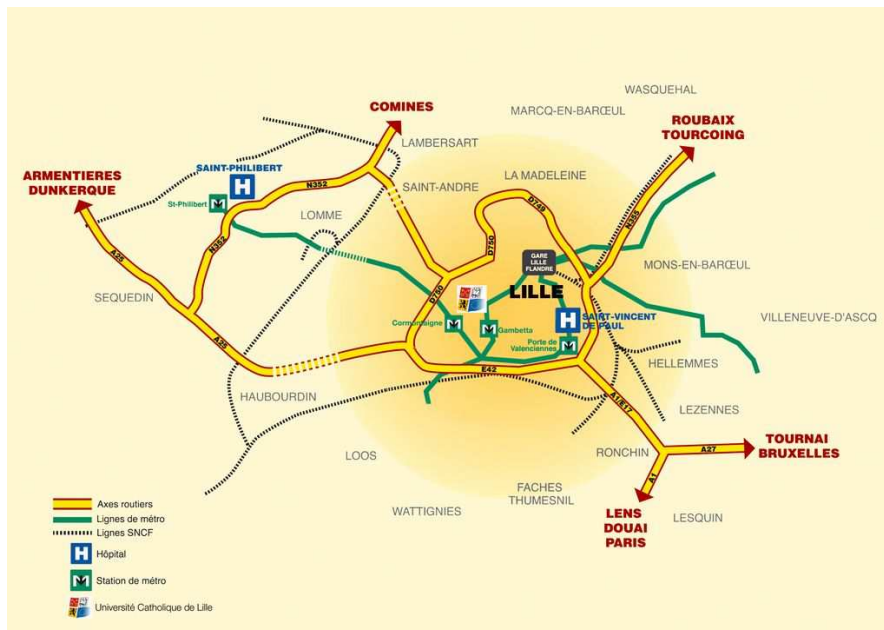 WASQUEHAL
COMINES
MARCQ-EN-BARŒUL
ROUBAIX
TOURCOING
LAMBERSART
ARMENTIERES
DUNKERQUE
SAINT-PHILIBERT
H
N352
SAINT-ANDRE
LA MADELEINE
St-Philibert
M
LOMME
D749
N355
N352
A25
D750
GARE
LILLE
FLANDRE
MONS-EN-BARŒUL
SEQUEDIN
D750
LILLE
VILLENEUVE-D'ASCQ
Cormontaigne
M
M
Gambetta
H
SAINT-VINCENT
DE PAUL
A25
Porte de
Valenciennes
M
HELLEMMES
E42
HAUBOURDIN
A1/E17
LEZENNES
LOOS
RONCHIN
A27
TOURNAI
BRUXELLES
A1
FACHES
THUMESNIL
WATTIGNIES
LENS
DOUAI
PARIS
LESQUIN
Axes routiers
Lignes de métro
Lignes SNCF
H Hôpital
M Station de métro
Université Catholique de Lille